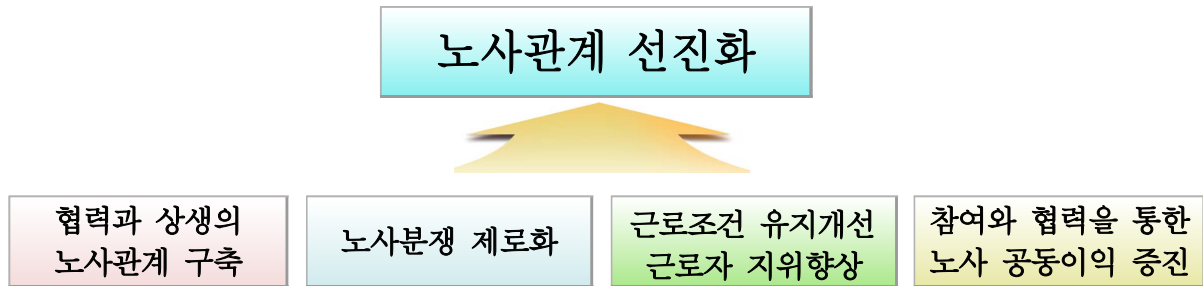 노사관계 선진화
협력과 상생의
노사관계 구축
노사분쟁 제로화
근로조건 유지개선
근로자 지위향상
참여와 협력을 통한
노사 공동이익 증진